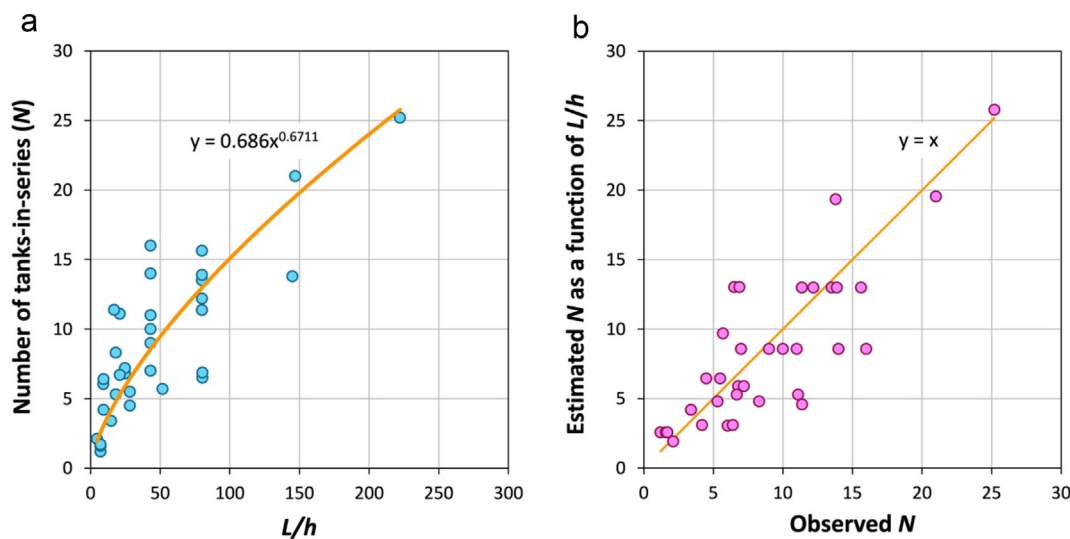 a
Number of tanks-in-series (N)
30
25
20
15
10
5
0
y = 0.686x^0.6711
0 50 100 150 200 250 300
L/h
b
Estimated N as a function of L/h
30
25
20
15
10
5
0
y = x
0 5 10 15 20 25 30
Observed N